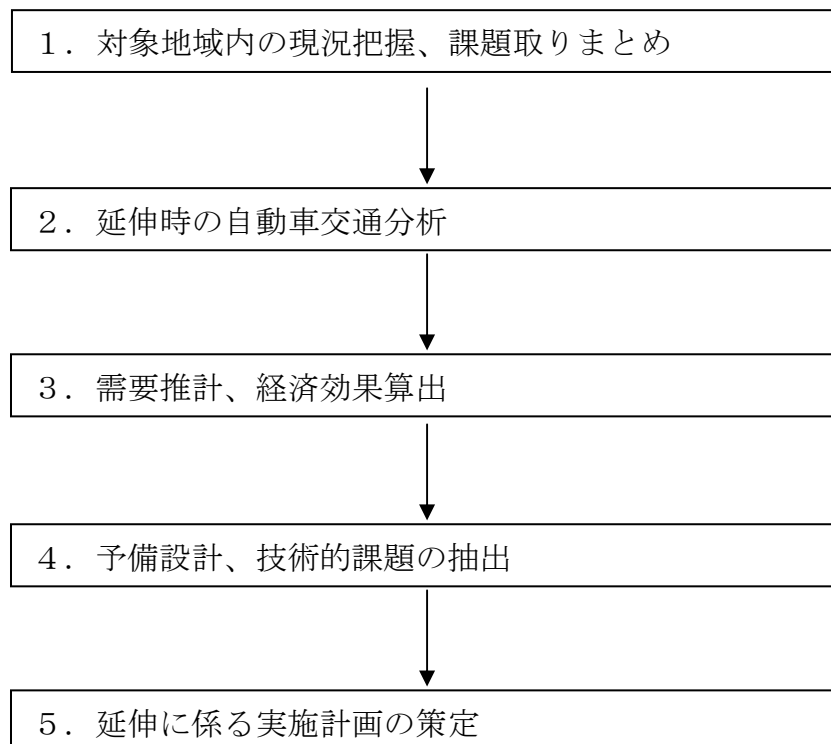 １．対象地域内の現況把握、課題取りまとめ
２．延伸時の自動車交通分析
３．需要推計、経済効果算出
４．予備設計、技術的課題の抽出
５．延伸に係る実施計画の策定